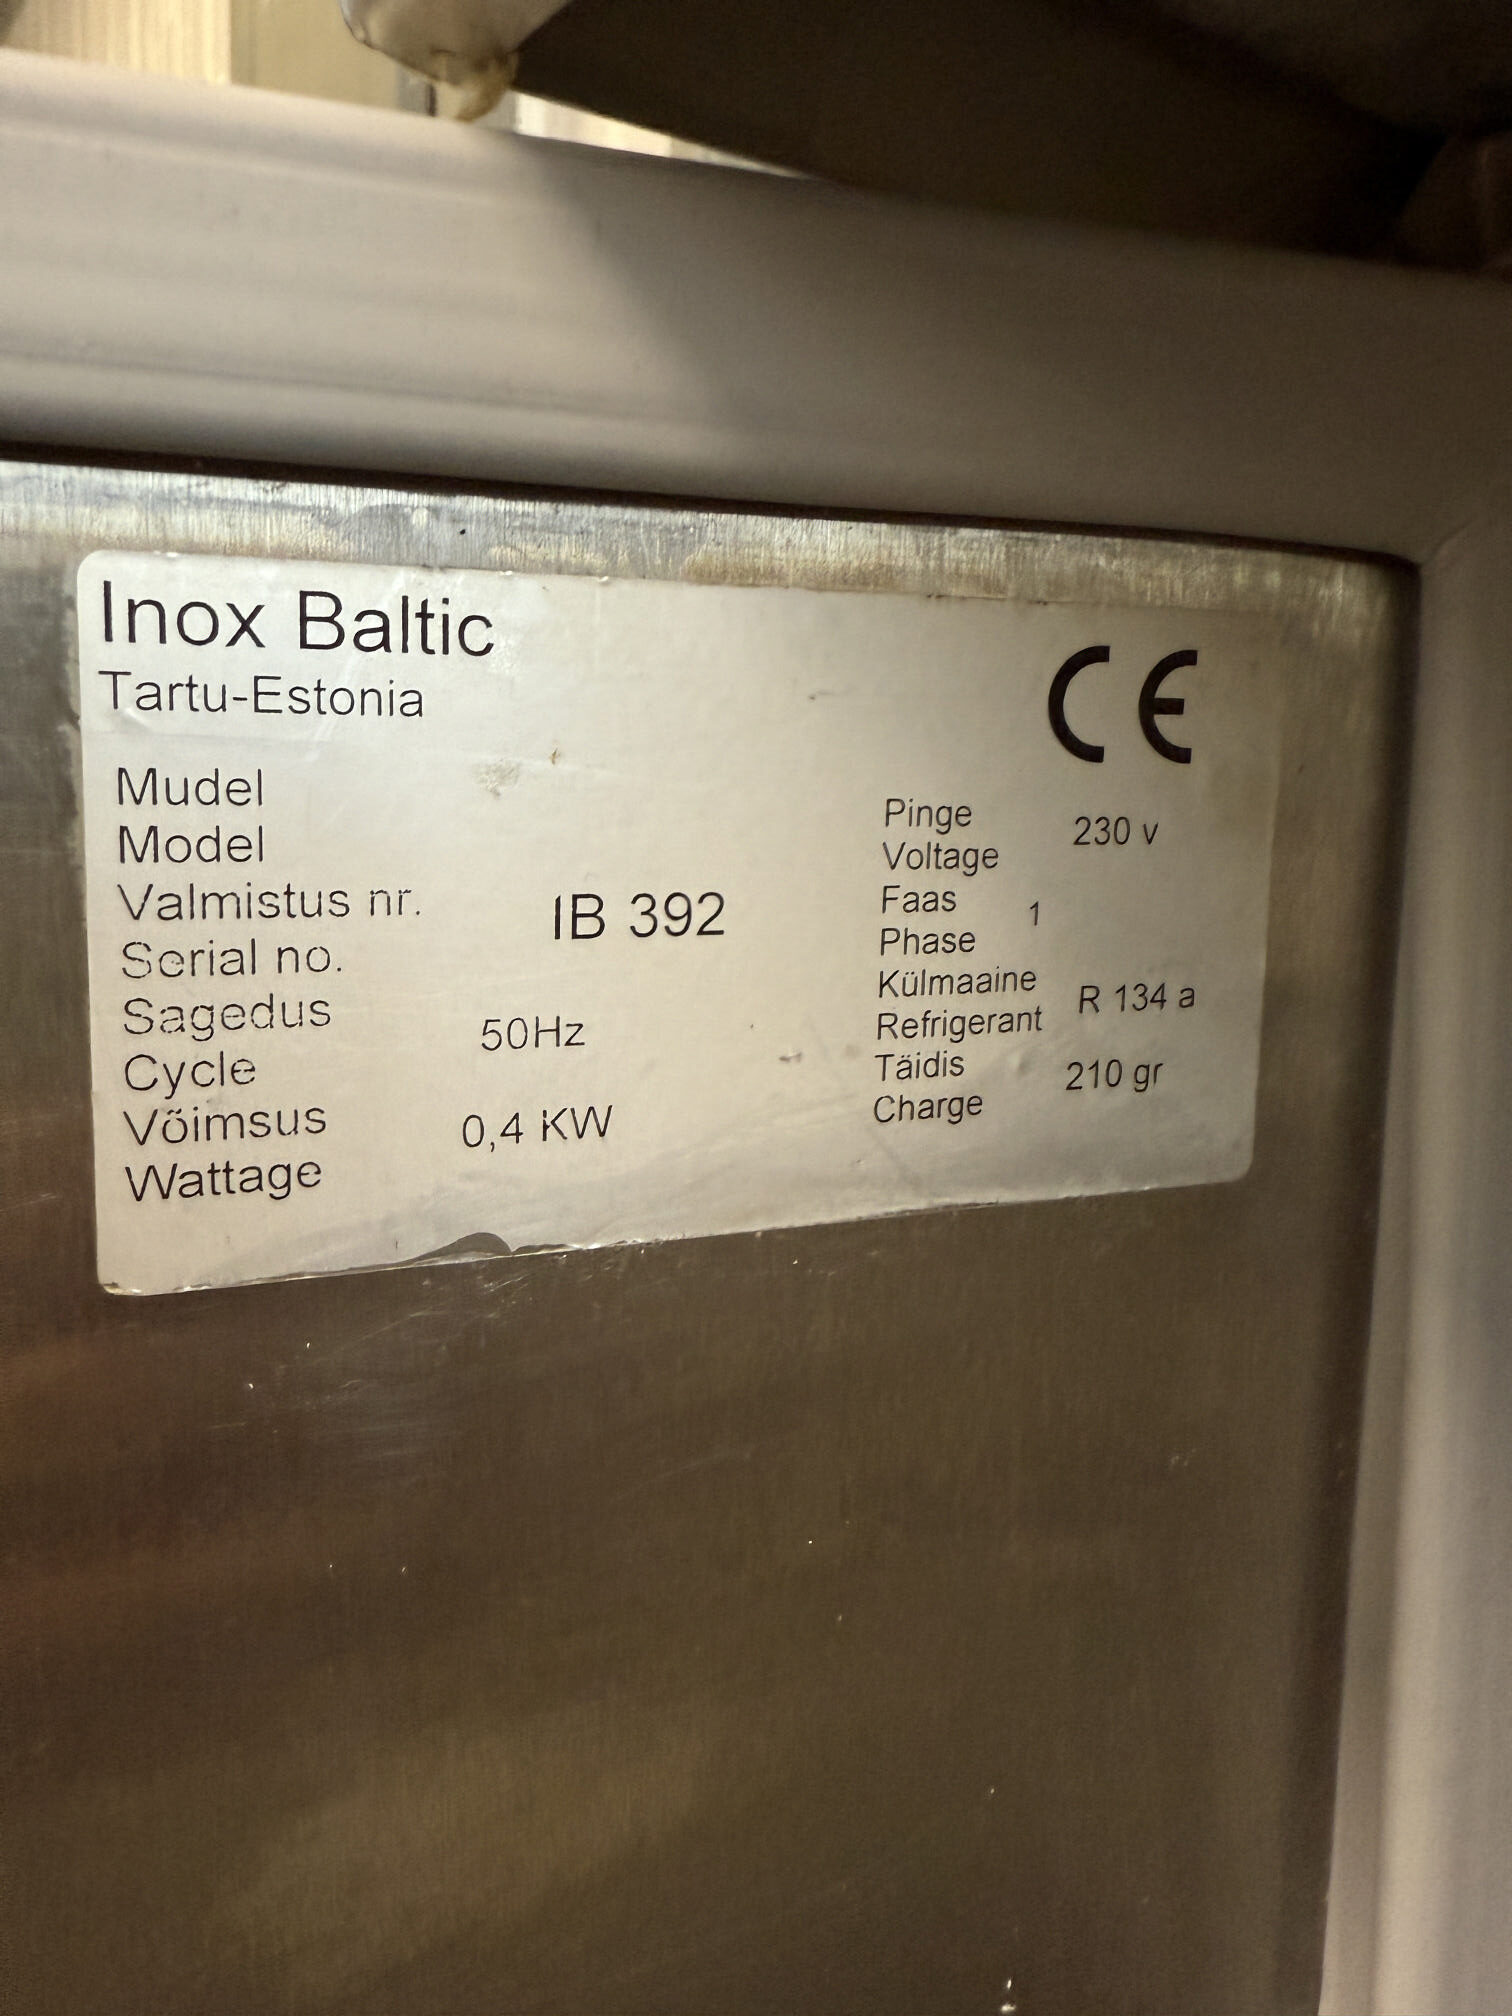 Inox Baltic
Tartu-Estonia
CE
Mudel
Model
Valmistus nr.
Serial no.
IB 392
Sagedus
Cycle
50Hz
Võimsus
Wattage
0,4 KW
Pinge
Voltage
230 v
Faas
Phase
1
Külmaaine
Refrigerant
R 134 a
Täidis
Charge
210 gr